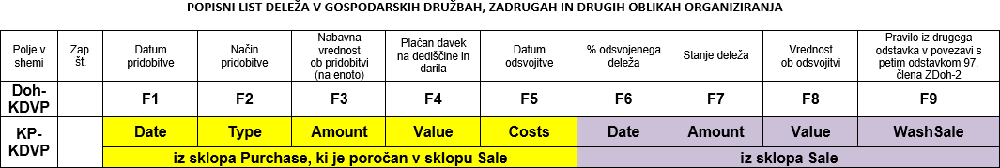 POPISNI LIST DELEŽA V GOSPODARSKIH DRUŽBAH, ZADRUGAH IN DRUGIH OBLIKAH ORGANIZIRANJA
Polje v
shemi
Zap.
št.
Datum
pridobitve
Način
pridobitve
Nabavna
vrednost
ob pridobitvi
(na enoto)
Plačan davek
na dediščine in
darila
Datum
odsvojitve
% odsvojenega
deleža
Stanje deleža
Vrednost
ob odsvojitvi
Pravilo iz drugega
odstavka v povezavi s
petim odstavkom 97.
člena ZDoh-2
Doh-
KDVP
F1
F2
F3
F4
F5
F6
F7
F8
F9
KP-
KDVP
Date
Type
Amount
Value
Costs
Date
Amount
Value
WashSale
iz sklopa Purchase, ki je poročan v sklopu Sale
iz sklopa Sale